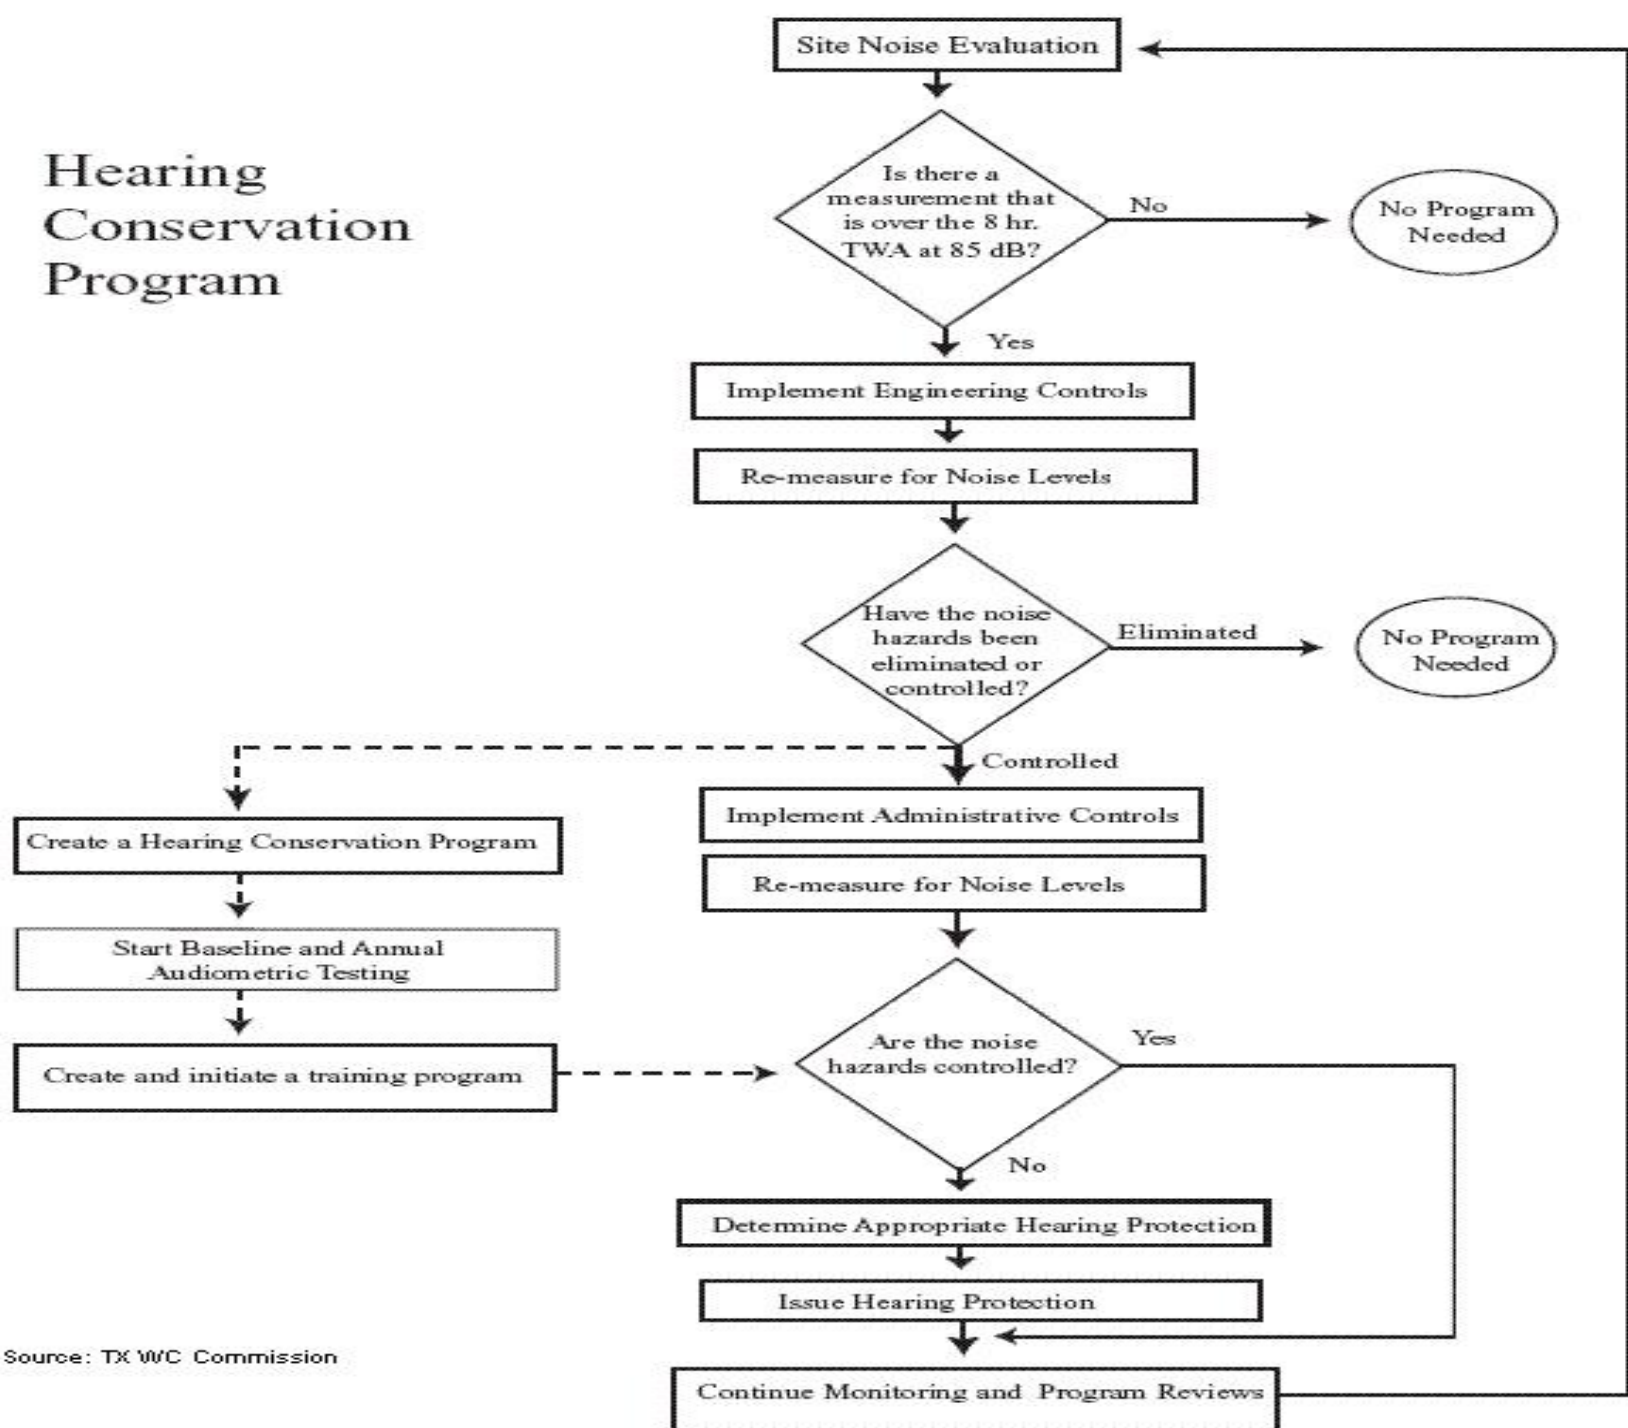 Site Noise Evaluation
Hearing
Conservation
Program
Is there a
measurement that
is over the 8 hr.
TWA at 85 dB?
No
No Program
Needed
Yes
Implement Engineering Controls
Re-measure for Noise Levels
Have the noise
hazards been
eliminated or
controlled?
Eliminated
No Program
Needed
Controlled
Implement Administrative Controls
Re-measure for Noise Levels
Create a Hearing Conservation Program
Start Baseline and Annual
Audiometric Testing
Create and initiate a training program
Are the noise
hazards controlled?
Yes
No
Determine Appropriate Hearing Protection
Issue Hearing Protection
Continue Monitoring and Program Reviews
Source: TX WC Commission